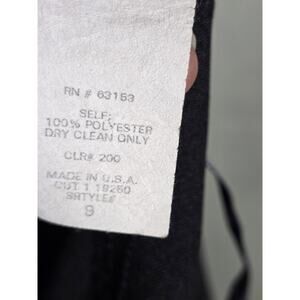 RN # 63153
SELF:
100% POLYESTER
DRY CLEAN ONLY
CLR# 200
MADE IN U.S.A.
CUT 1 19250
SHTYLE#
9